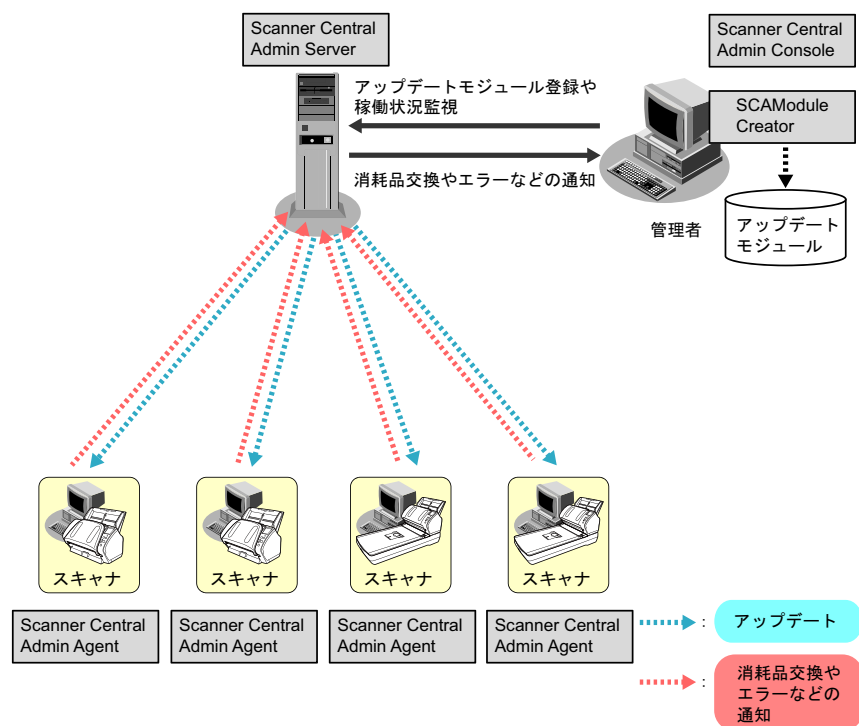 Scanner Central
Admin Server
Scanner Central
Admin Console
アップデートモジュール登録や
稼働状況監視
SCAModule
Creator
消耗品交換やエラーなどの通知
管理者
アップデート
モジュール
スキャナ
スキャナ
スキャナ
スキャナ
Scanner Central
Admin Agent
Scanner Central
Admin Agent
Scanner Central
Admin Agent
Scanner Central
Admin Agent
: アップデート
: 消耗品交換や
エラーなどの
通知